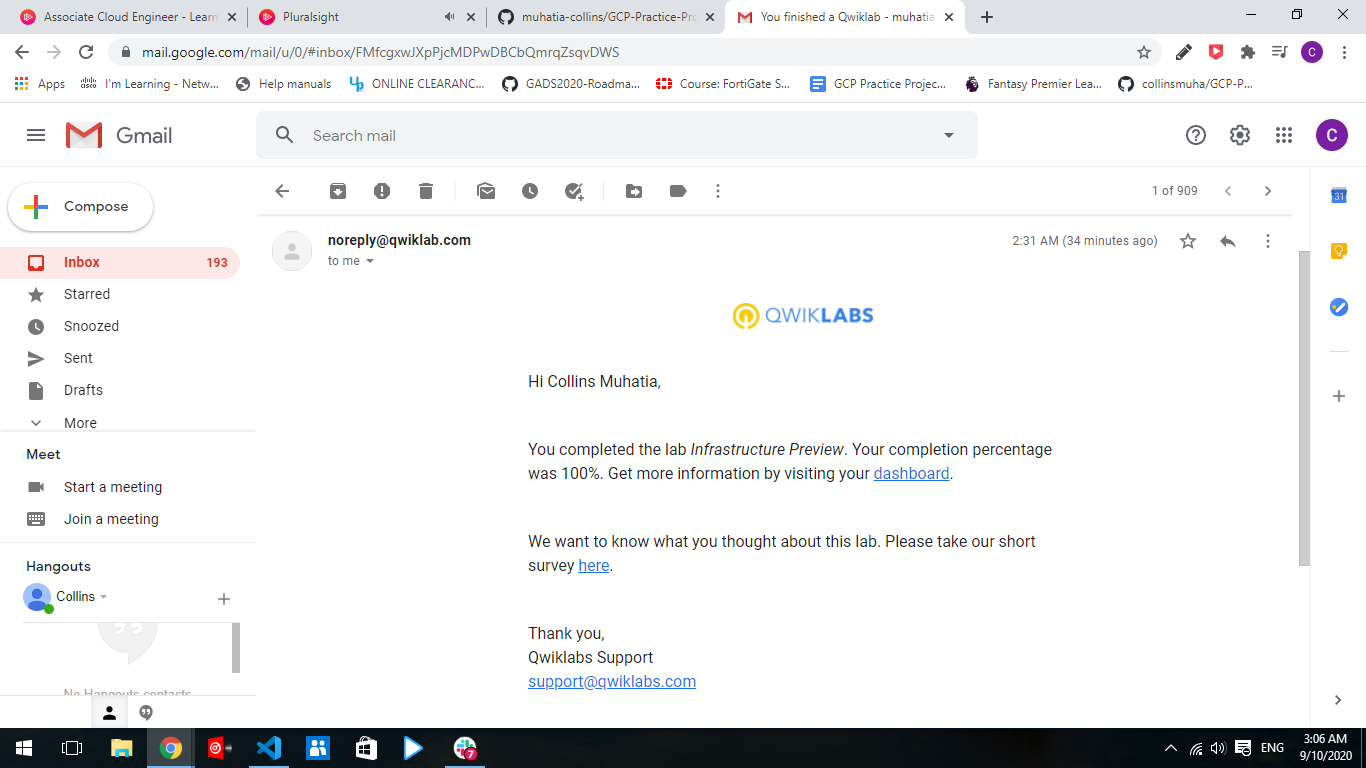 Associate Cloud Engineer - Learn
Pluralsight
muhatia-collins/GCP-Practice-Pro
You finished a Qwiklab - muhatia
mail.google.com/mail/u/0/#inbox/FMfcgxwJXpPjcMDPwDBCbQmrqZsqvDWS
C
Apps
I'm Learning - Netw...
Help manuals
ONLINE CLEARANC...
GADS2020-Roadma...
Course: FortiGate S...
GCP Practice Projec...
Fantasy Premier Lea...
collinsmuha/GCP-P...
Gmail
Search mail
C
Compose
1 of 909
31
Inbox 193
Starred
Snoozed
Sent
Drafts
More
Meet
Start a meeting
Join a meeting
Hangouts
Collins
No Hangouts contacts
noreply@qwiklab.com
2:31 AM (34 minutes ago)
to me
QWIKLABS
Hi Collins Muhatia,
You completed the lab Infrastructure Preview. Your completion percentage
was 100%. Get more information by visiting your dashboard.
We want to know what you thought about this lab. Please take our short
survey here.
Thank you,
Qwiklabs Support
support@qwiklabs.com
7
ENG
3:06 AM
9/10/2020